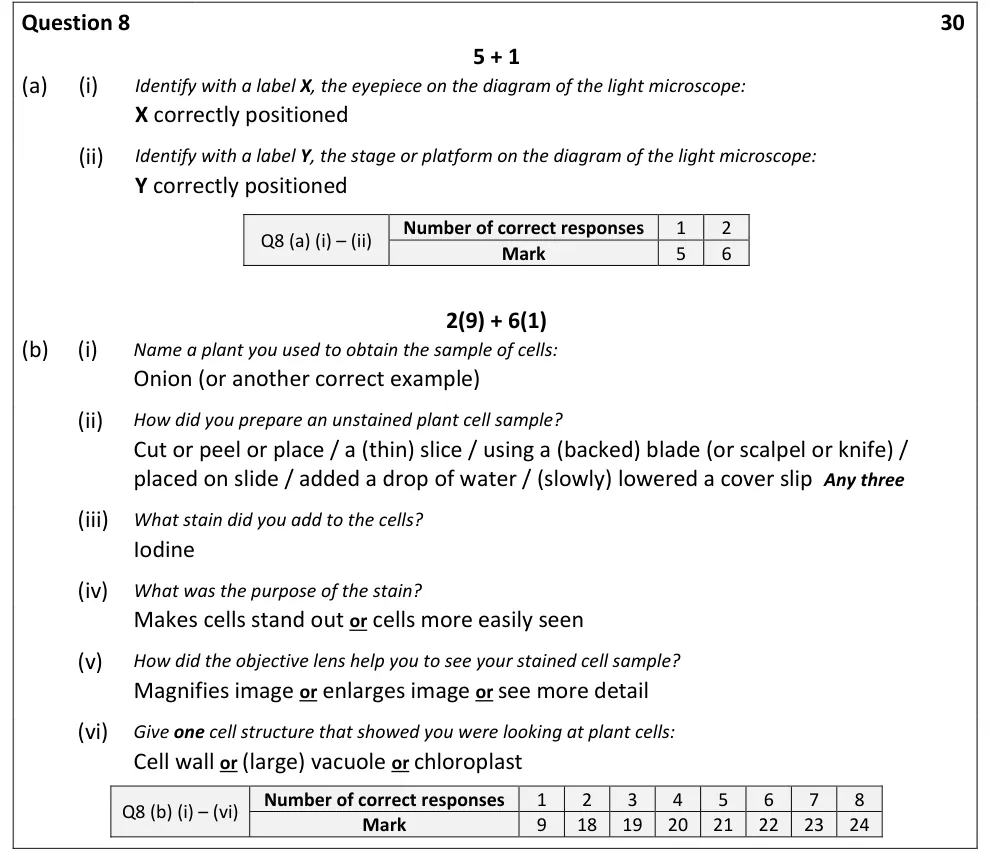 Question 8 30
5 + 1
(a) (i) Identify with a label X, the eyepiece on the diagram of the light microscope:
X correctly positioned
(ii) Identify with a label Y, the stage or platform on the diagram of the light microscope:
Y correctly positioned
Q8 (a) (i) – (ii) Number of correct responses 1 2
Mark 5 6
2(9) + 6(1)
(b) (i) Name a plant you used to obtain the sample of cells:
Onion (or another correct example)
(ii) How did you prepare an unstained plant cell sample?
Cut or peel or place / a (thin) slice / using a (backed) blade (or scalpel or knife) /
placed on slide / added a drop of water / (slowly) lowered a cover slip Any three
(iii) What stain did you add to the cells?
Iodine
(iv) What was the purpose of the stain?
Makes cells stand out or cells more easily seen
(v) How did the objective lens help you to see your stained cell sample?
Magnifies image or enlarges image or see more detail
(vi) Give one cell structure that showed you were looking at plant cells:
Cell wall or (large) vacuole or chloroplast
Q8 (b) (i) – (vi) Number of correct responses 1 2 3 4 5 6 7 8
Mark 9 18 19 20 21 22 23 24